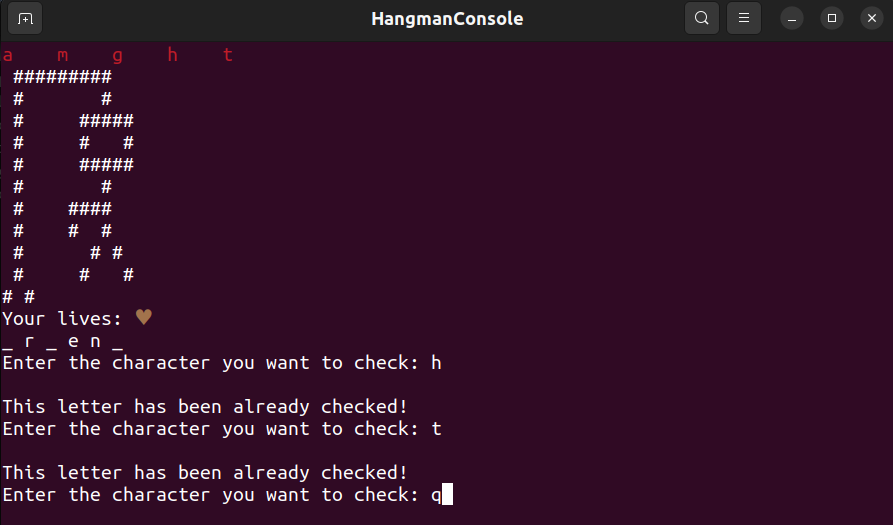 HangmanConsole
a    m    g    h    t
 #########
 #       #
 #     #####
 #     #   #
 #     #####
 #       #
 #    ####
 #    #  #
 #      # #
 #     #   #
# #
Your lives: ♥
_ r _ e n _
Enter the character you want to check: h
This letter has been already checked!
Enter the character you want to check: t
This letter has been already checked!
Enter the character you want to check: q